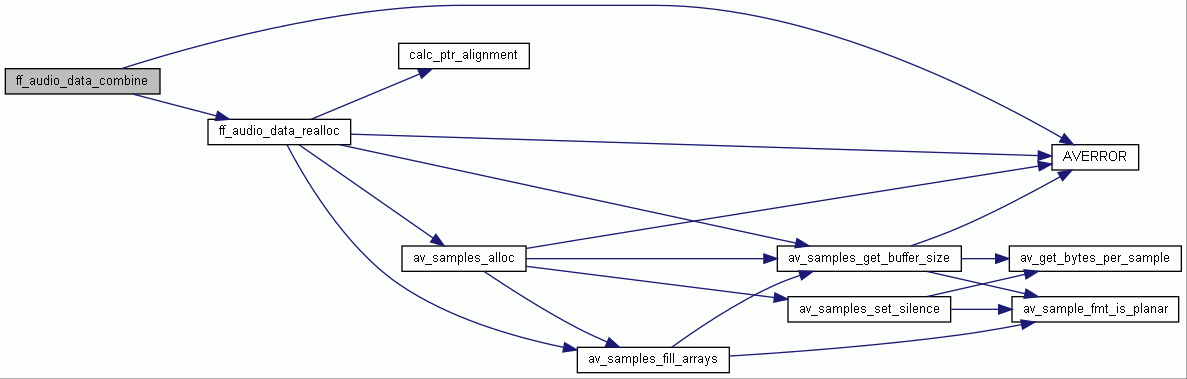 calc_ptr_alignment
ff_audio_data_combine
ff_audio_data_realloc
AVERROR
av_samples_alloc
av_samples_get_buffer_size
av_get_bytes_per_sample
av_samples_set_silence
av_sample_fmt_is_planar
av_samples_fill_arrays